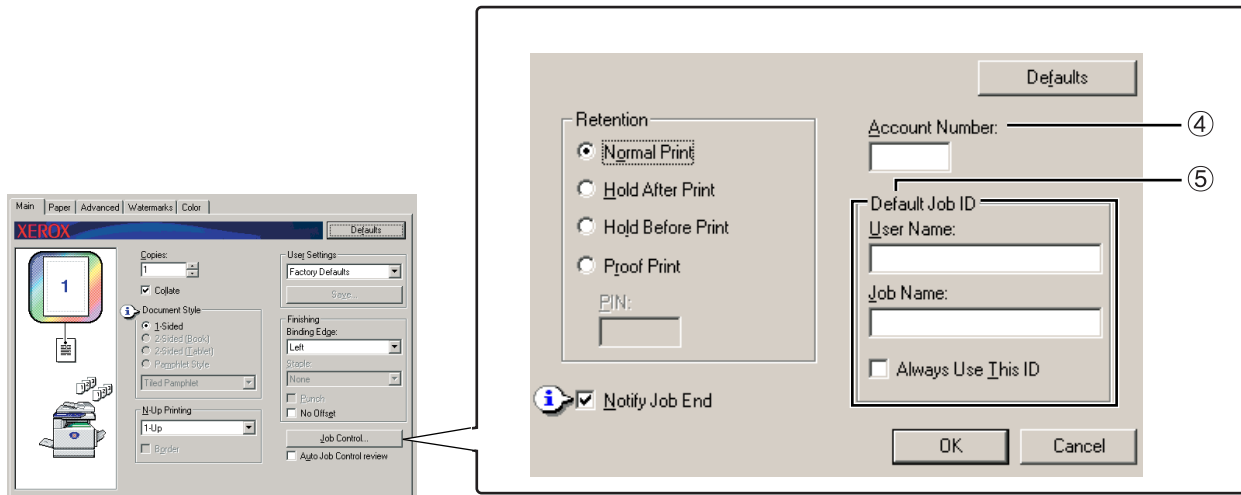 Main Paper Advanced Watermarks Color
XEROX
Defaults
1
Copies:
1
Collate
Document Style
1-Sided
2-Sided (Book)
2-Sided (Tablet)
Pamphlet Style
Tiled Pamphlet
N-Up Printing
1-Up
Border
User Settings
Factory Defaults
Save...
Finishing
Binding Edge:
Left
Staple:
None
Punch
No Offset
Job Control...
Auto Job Control review
Defaults
Retention
Normal Print
Hold After Print
Hold Before Print
Proof Print
PIN:
Notify Job End
Account Number:
④
⑤
Default Job ID
User Name:
Job Name:
Always Use This ID
OK
Cancel